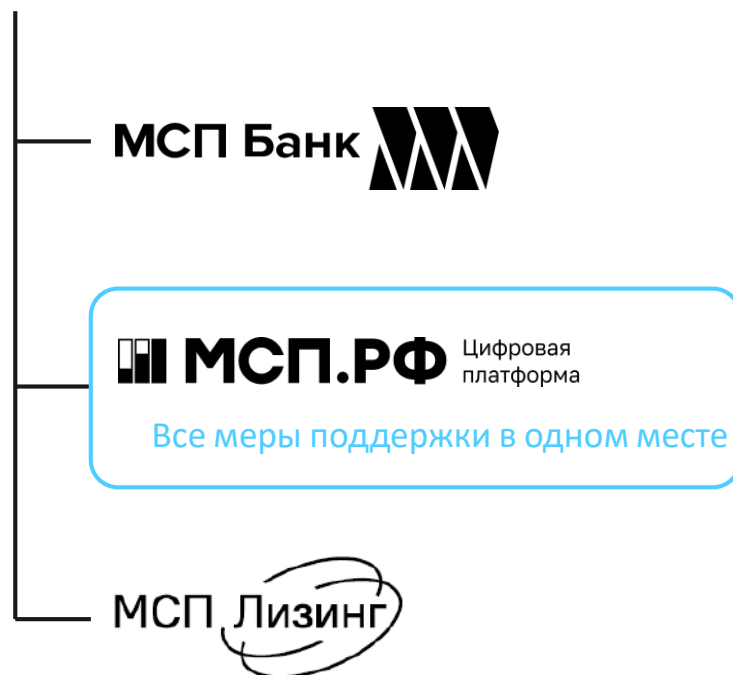 МСП Банк
МСП.РФ
Цифровая
платформа
Все меры поддержки в одном месте
МСП Лизинг